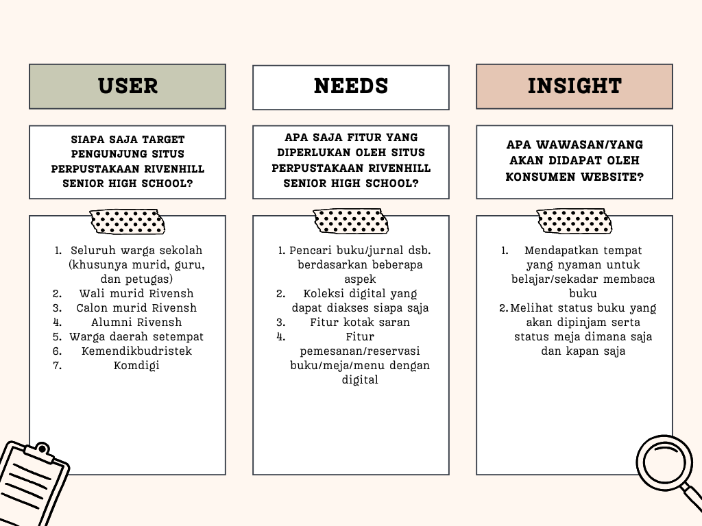 USER
SIAPA SAJA TARGET
PENGUNJUNG SITUS
PERPUSTAKAAN RIVENHILL
SENIOR HIGH SCHOOL?
1. Seluruh warga sekolah
(khusunya murid, guru,
dan petugas)
2. Wali murid Rivensh
3. Calon murid Rivensh
4. Alumni Rivensh
5. Warga daerah setempat
6. Kemendikbudristek
7. Komdigi
NEEDS
APA SAJA FITUR YANG
DIPERLUKAN OLEH SITUS
PERPUSTAKAAN RIVENHILL
SENIOR HIGH SCHOOL?
1. Pencari buku/jurnal dsb.
berdasarkan beberapa
aspek
2. Koleksi digital yang
dapat diakses siapa saja
3. Fitur kotak saran
4. Fitur
pemesanan/reservasi
buku/meja/menu dengan
digital
INSIGHT
APA WAWASAN/YANG
AKAN DIDAPAT OLEH
KONSUMEN WEBSITE?
1. Mendapatkan tempat
yang nyaman untuk
belajar/sekadar membaca
buku
2. Melihat status buku yang
akan dipinjam serta
status meja dimana saja
dan kapan saja